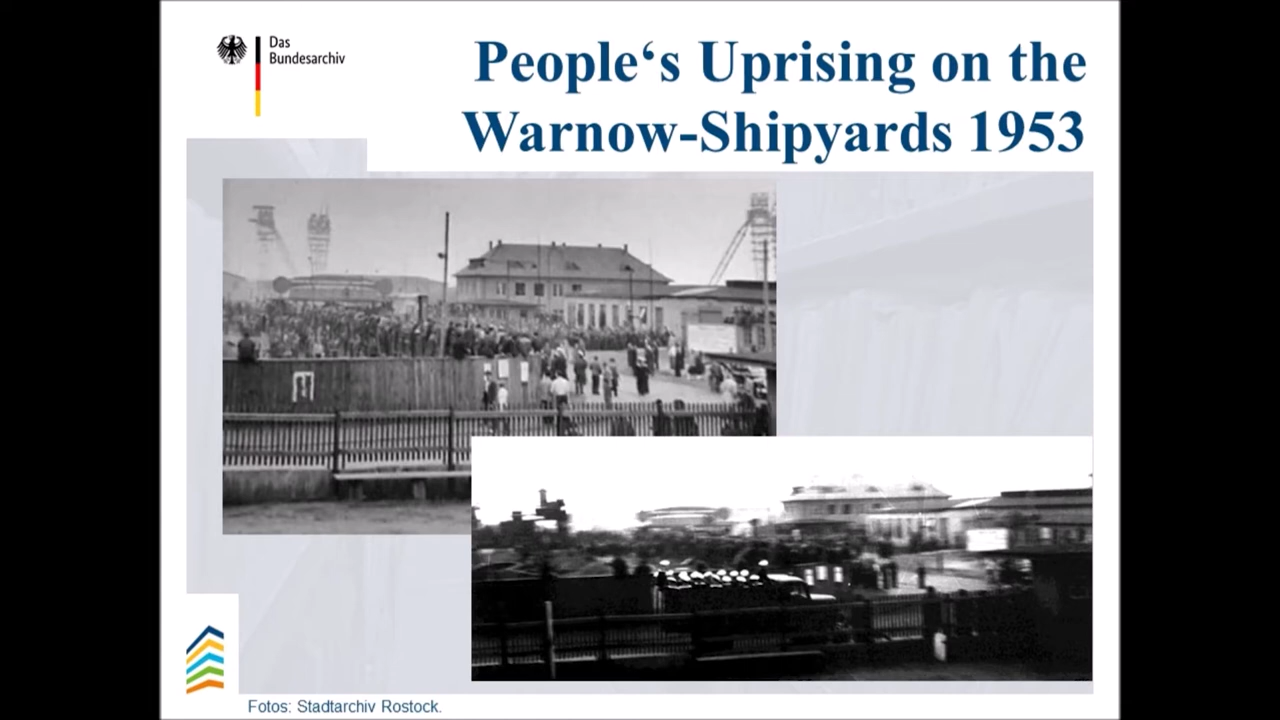 Das
Bundesarchiv
People‘s Uprising on the
Warnow-Shipyards 1953
Fotos: Stadtarchiv Rostock.